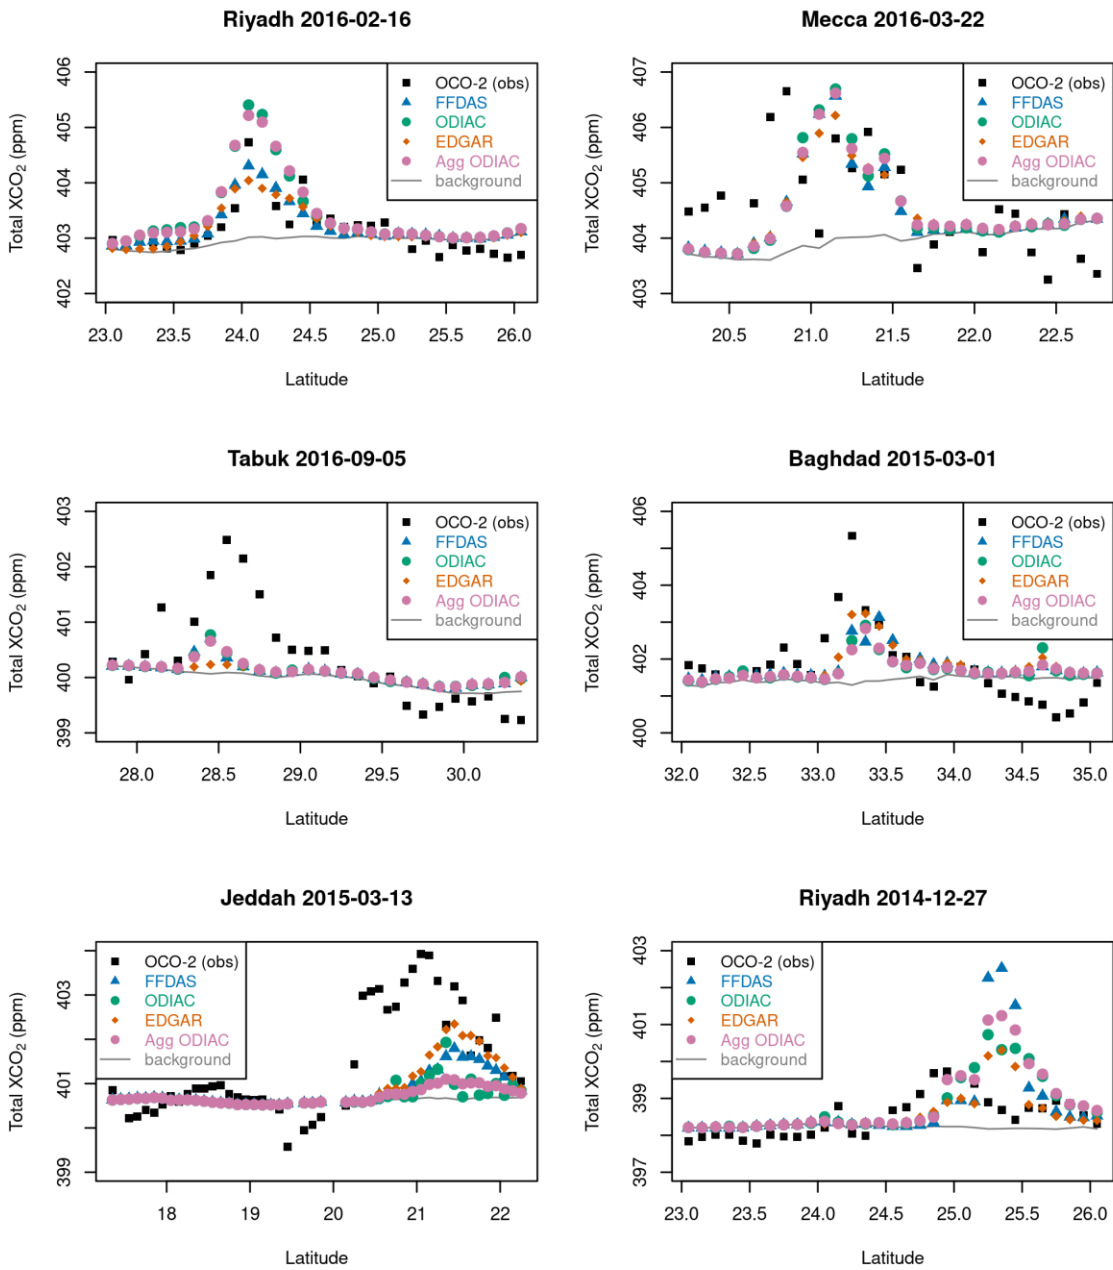 Riyadh 2016-02-16
Total XCO2 (ppm)
406
405
404
403
402
OCO-2 (obs)
FFDAS
ODIAC
EDGAR
Agg ODIAC
background
23.0 23.5 24.0 24.5 25.0 25.5 26.0
Latitude
Mecca 2016-03-22
Total XCO2 (ppm)
407
406
405
404
403
OCO-2 (obs)
FFDAS
ODIAC
EDGAR
Agg ODIAC
background
20.5 21.0 21.5 22.0 22.5
Latitude
Tabuk 2016-09-05
Total XCO2 (ppm)
403
402
401
400
399
OCO-2 (obs)
FFDAS
ODIAC
EDGAR
Agg ODIAC
background
28.0 28.5 29.0 29.5 30.0
Latitude
Baghdad 2015-03-01
Total XCO2 (ppm)
406
404
402
400
OCO-2 (obs)
FFDAS
ODIAC
EDGAR
Agg ODIAC
background
32.0 32.5 33.0 33.5 34.0 34.5 35.0
Latitude
Jeddah 2015-03-13
Total XCO2 (ppm)
403
401
399
OCO-2 (obs)
FFDAS
ODIAC
EDGAR
Agg ODIAC
background
18 19 20 21 22
Latitude
Riyadh 2014-12-27
Total XCO2 (ppm)
403
401
399
397
OCO-2 (obs)
FFDAS
ODIAC
EDGAR
Agg ODIAC
background
23.0 23.5 24.0 24.5 25.0 25.5 26.0
Latitude